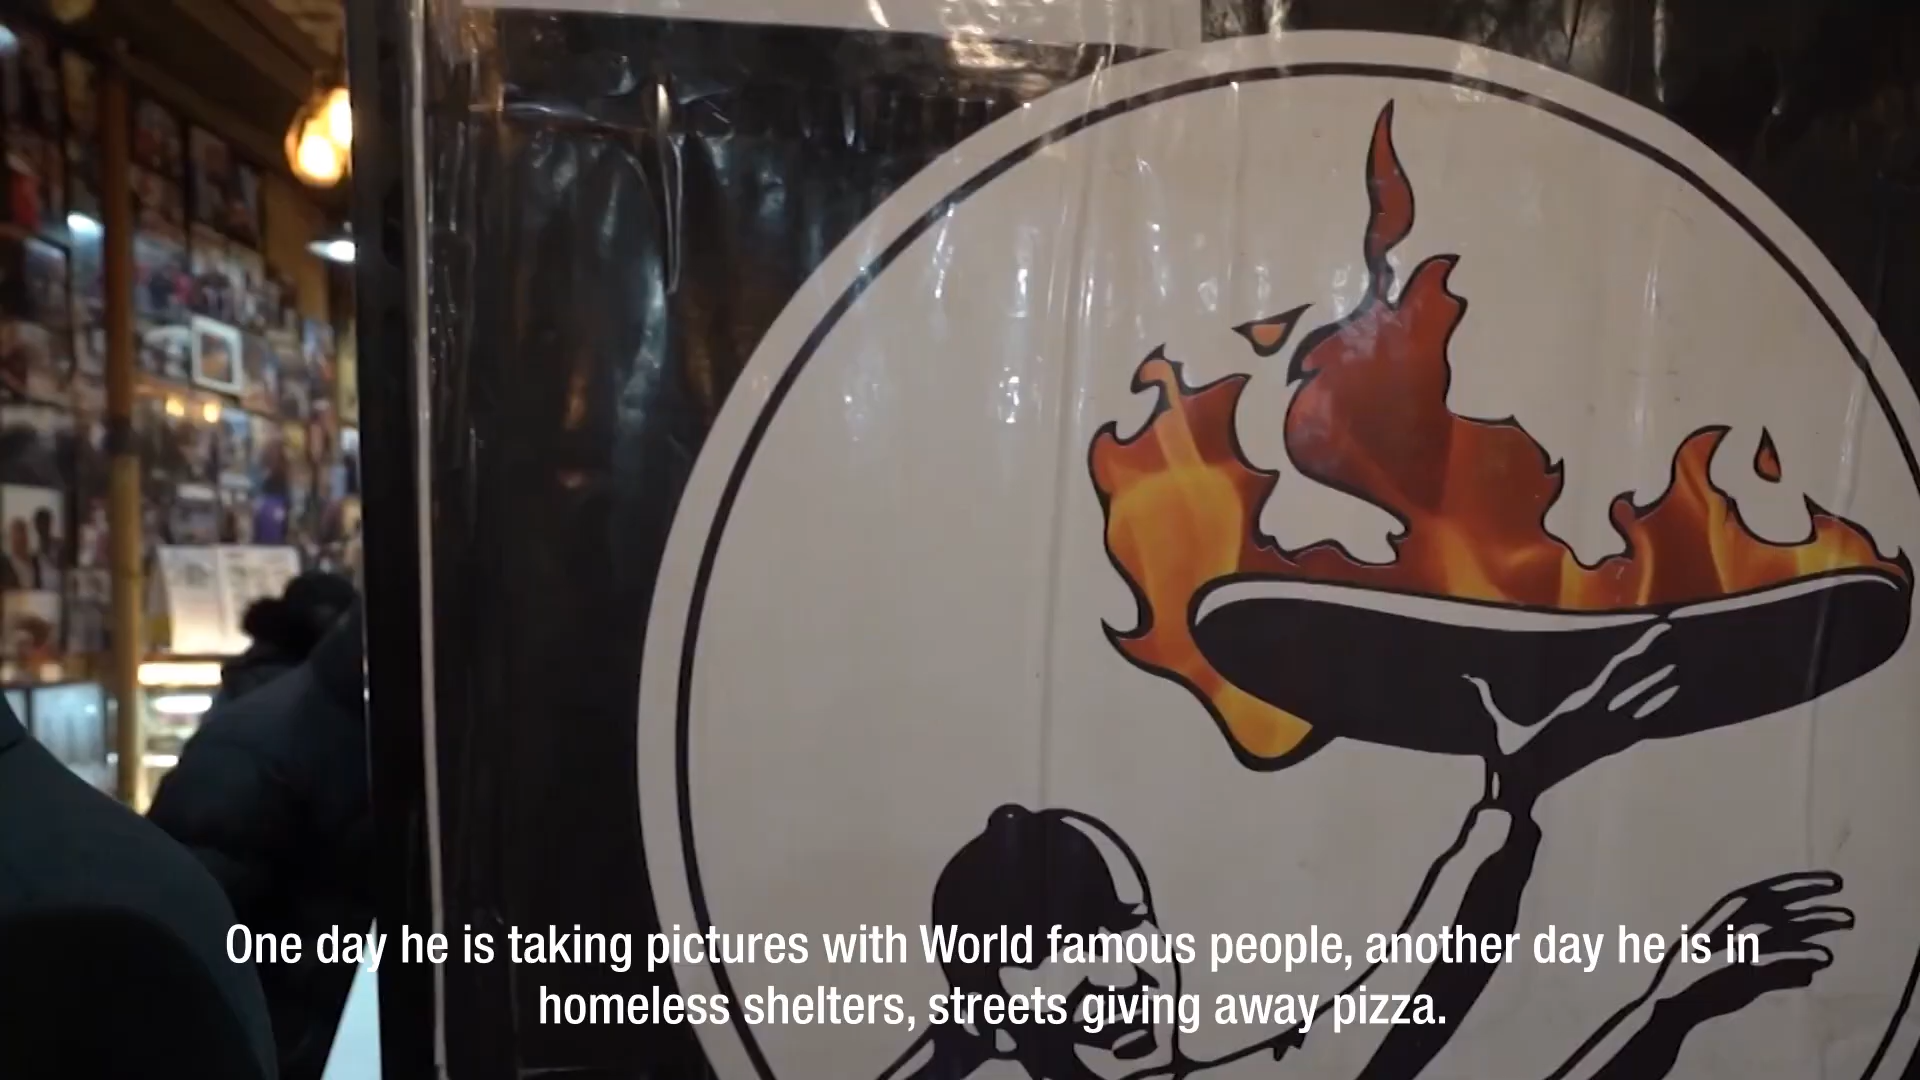 One day he is taking pictures with World famous people, another day he is in
homeless shelters, streets giving away pizza.